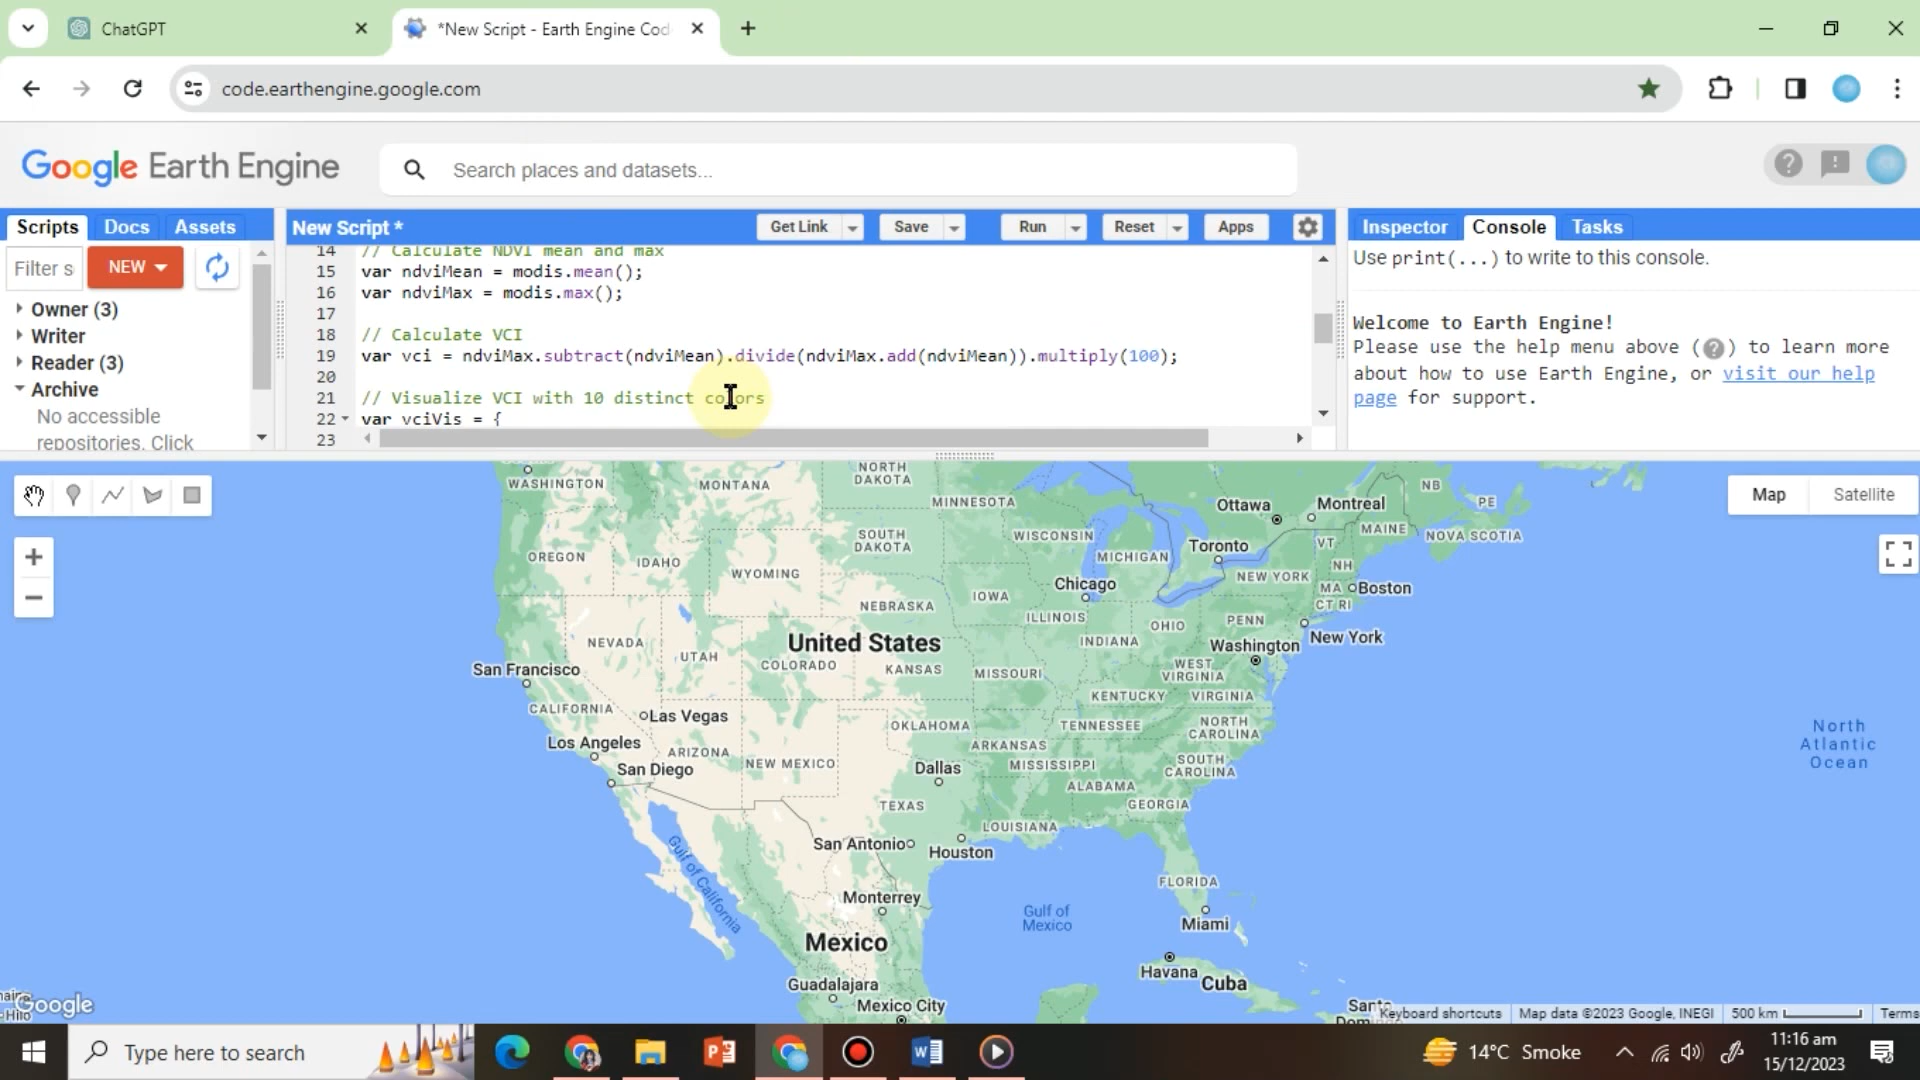 ChatGPT
*New Script - Earth Engine Cod
code.earthengine.google.com
Google Earth Engine
Search places and datasets...
Scripts Docs Assets
New Script *
Get Link Save Run Reset Apps
Inspector Console Tasks
Filter s
NEW
Owner (3)
Writer
Reader (3)
Archive
No accessible
repositories. Click
14 // Calculate NDVI mean and max
15 var ndviMean = modis.mean();
16 var ndviMax = modis.max();
17
18 // Calculate VCI
19 var vci = ndviMax.subtract(ndviMean).divide(ndviMax.add(ndviMean)).multiply(100);
20
21 // Visualize VCI with 10 distinct colors
22 var vciVis = {
23
Use print(...) to write to this console.
Welcome to Earth Engine!
Please use the help menu above (?) to learn more
about how to use Earth Engine, or visit our help
page for support.
Map Satellite
WASHINGTON
MONTANA
NORTH
DAKOTA
MINNESOTA
Ottawa
Montreal
NB
PE
MAINE
NOVA SCOTIA
OREGON
IDAHO
WYOMING
SOUTH
DAKOTA
WISCONSIN
MICHIGAN
Toronto
VT
NH
NEW YORK
MA
Boston
CT RI
Chicago
NEBRASKA
IOWA
ILLINOIS
INDIANA
OHIO
PENN
New York
Washington
NEVADA
UTAH
COLORADO
United States
KANSAS
MISSOURI
WEST
VIRGINIA
KENTUCKY
VIRGINIA
San Francisco
CALIFORNIA
Las Vegas
Los Angeles
San Diego
ARIZONA
NEW MEXICO
OKLAHOMA
ARKANSAS
TENNESSEE
NORTH
CAROLINA
SOUTH
CAROLINA
MISSISSIPPI
ALABAMA
GEORGIA
Dallas
TEXAS
LOUISIANA
San Antonio
Houston
FLORIDA
Miami
Gulf of California
Monterrey
Gulf of
Mexico
Mexico
Havana
Cuba
Guadalajara
Mexico City
North
Atlantic
Ocean
Santo
Google
Keyboard shortcuts
Map data ©2023 Google, INEGI
500 km
Terms
Type here to search
14°C Smoke
11:16 am
15/12/2023